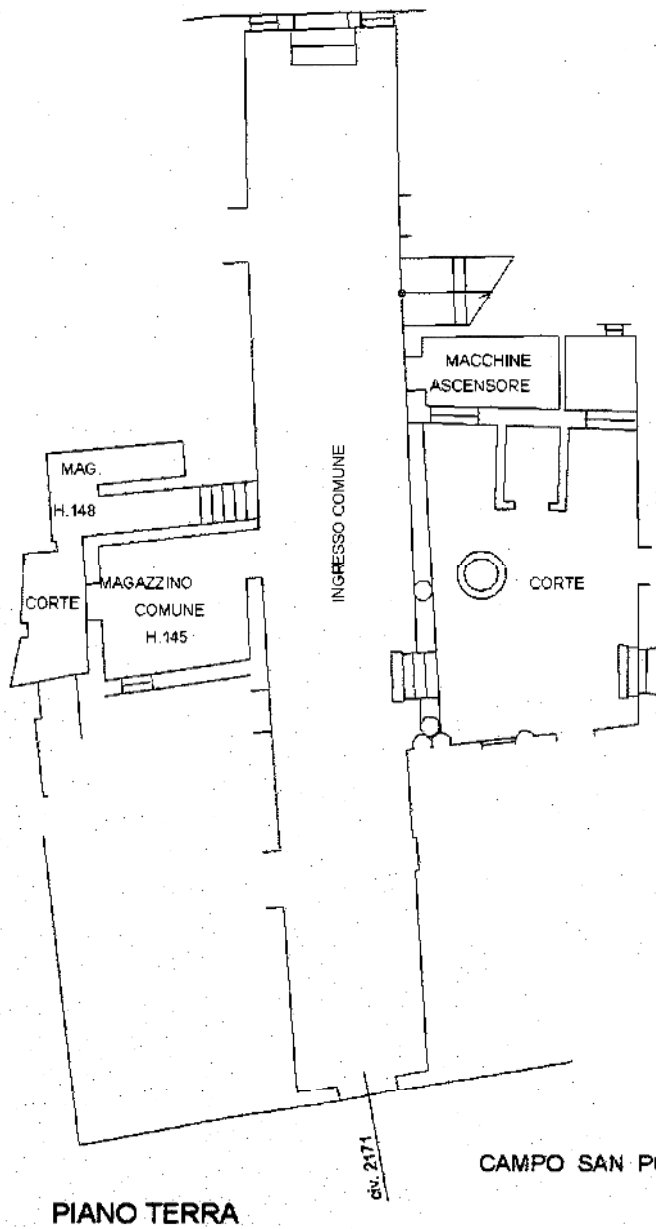 MACCHINE
ASCENSORE
MAG.
H.148
INGRESSO COMUNE
CORTE
MAGAZZINO
COMUNE
H.145
CORTE
civ. 2171
CAMPO SAN
PIANO TERRA